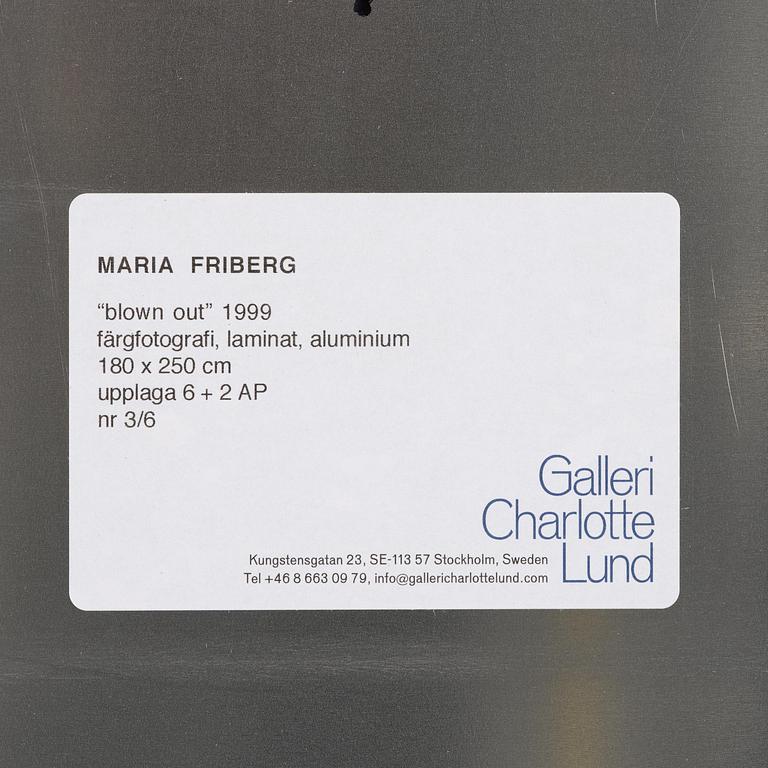 MARIA FRIBERG
“blown out” 1999
färgfotografi, laminat, aluminium
180 x 250 cm
upplaga 6 + 2 AP
nr 3/6
Galleri
Charlotte
Lund
Kungstensgatan 23, SE-113 57 Stockholm, Sweden
Tel +46 8 663 09 79, info@gallericharlottelund.com